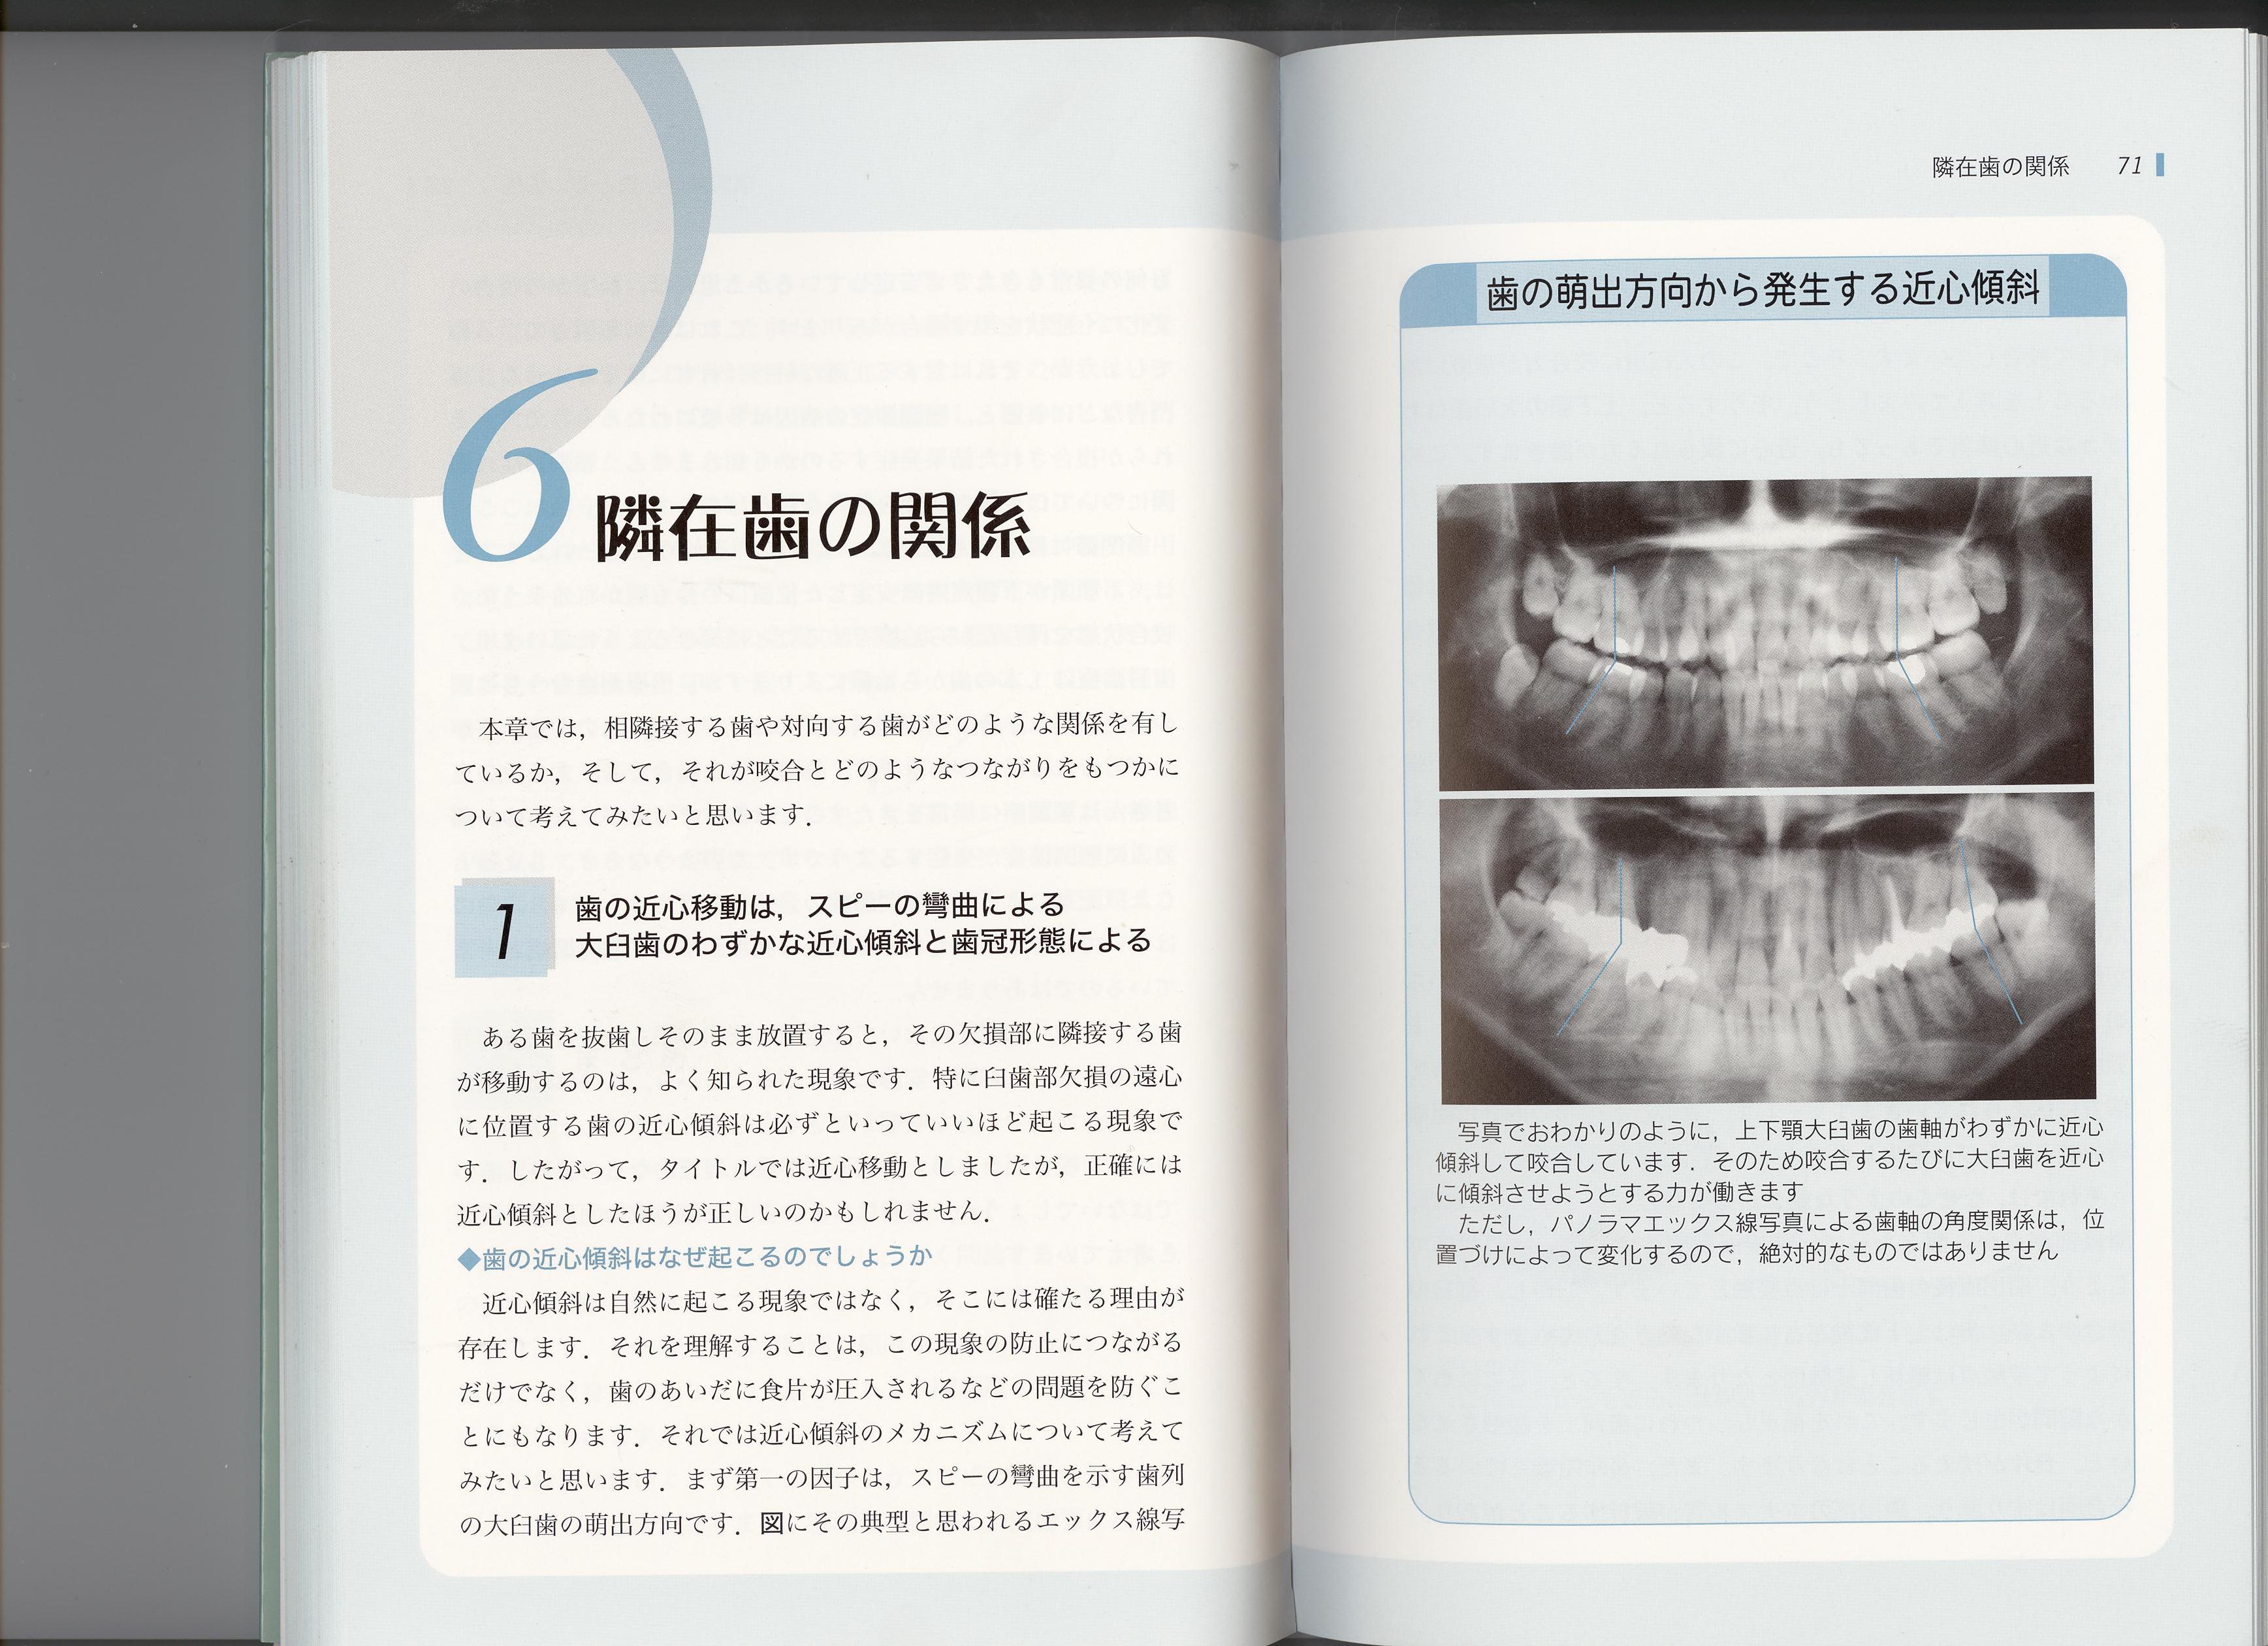 6 隣在歯の関係
本章では，相隣接する歯や対向する歯がどのような関係を有し
ているか，そして，それが咬合とどのようなつながりをもつかに
ついて考えてみたいと思います．
1
歯の近心移動は，スピーの彎曲による
大臼歯のわずかな近心傾斜と歯冠形態による
ある歯を抜歯しそのまま放置すると，その欠損部に隣接する歯
が移動するのは，よく知られた現象です．特に臼歯部欠損の遠心
に位置する歯の近心傾斜は必ずといっていいほど起こる現象で
す．したがって，タイトルでは近心移動としましたが，正確には
近心傾斜としたほうが正しいのかもしれません．
◆歯の近心傾斜はなぜ起こるのでしょうか
近心傾斜は自然に起こる現象ではなく，そこには確たる理由が
存在します．それを理解することは，この現象の防止につながる
だけでなく，歯のあいだに食片が圧入されるなどの問題を防ぐこ
とにもなります．それでは近心傾斜のメカニズムについて考えて
みたいと思います．まず第一の因子は，スピーの彎曲を示す歯列
の大臼歯の萌出方向です．図にその典型と思われるエックス線写
隣在歯の関係 71
歯の萌出方向から発生する近心傾斜
写真でおわかりのように，上下顎大臼歯の歯軸がわずかに近心
傾斜して咬合しています．そのため咬合するたびに大臼歯を近心
に傾斜させようとする力が働きます
ただし，パノラマエックス線写真による歯軸の角度関係は，位
置づけによって変化するので，絶対的なものではありません